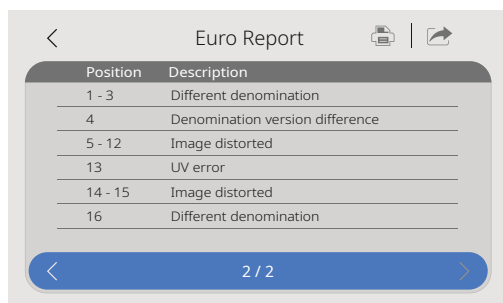 Euro Report
Position Description
1 - 3 Different denomination
4 Denomination version difference
5 - 12 Image distorted
13 UV error
14 - 15 Image distorted
16 Different denomination
2 / 2